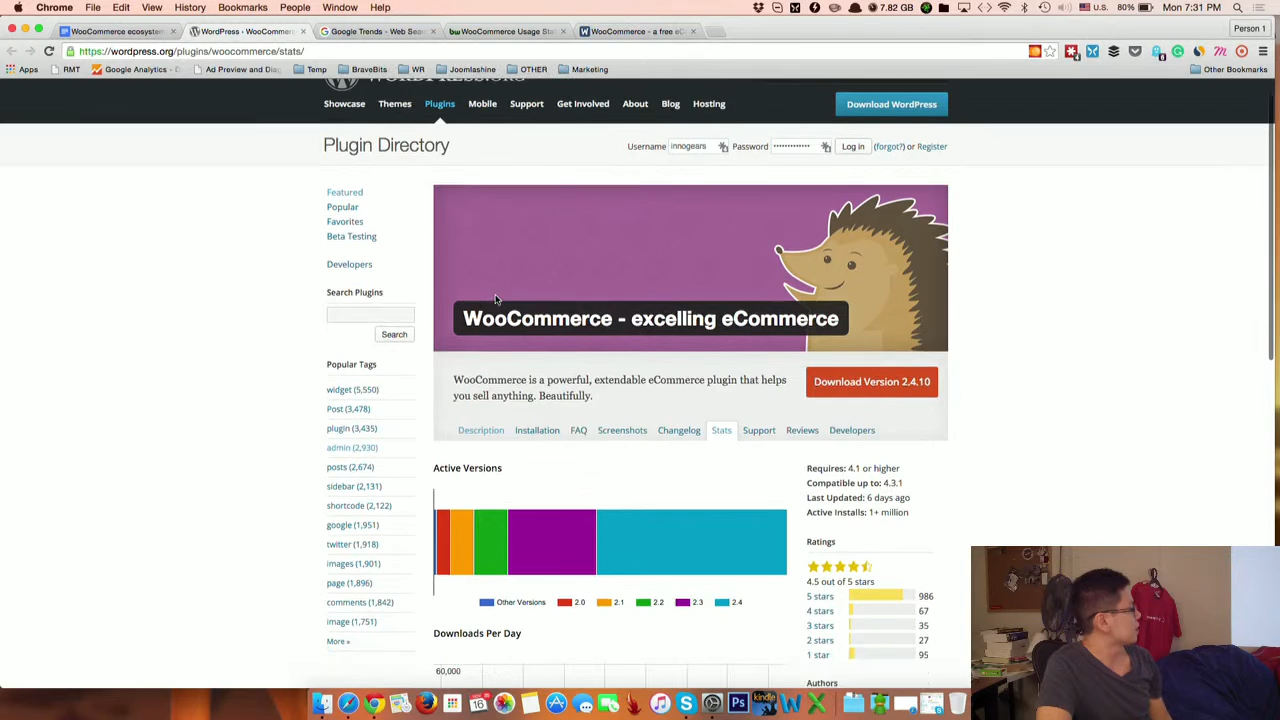 Chrome File Edit View History Bookmarks People Window Help
7.82 GB U.S. 80% Mon 7:31 PM
WooCommerce ecosystem WordPress › WooCommerc Google Trends - Web Sear WooCommerce Usage Stat WooCommerce - a free eC Person 1
https://wordpress.org/plugins/woocommerce/stats/
Apps RMT Google Analytics - Ad Preview and Diag Temp BraveBits WR Joomlashine OTHER Marketing Other Bookmarks
WORDPRESS.ORG
Showcase Themes Plugins Mobile Support Get Involved About Blog Hosting Download WordPress
Plugin Directory
Username innogears Password •••••••••••• Log in (forgot?) or Register
Featured
Popular
Favorites
Beta Testing
Developers
Search Plugins
Search
Popular Tags
widget (5,550)
Post (3,478)
plugin (3,435)
admin (2,930)
posts (2,674)
sidebar (2,131)
shortcode (2,122)
google (1,951)
twitter (1,918)
images (1,901)
page (1,896)
comments (1,842)
image (1,751)
More »
WooCommerce - excelling eCommerce
WooCommerce is a powerful, extendable eCommerce plugin that helps
you sell anything. Beautifully.
Download Version 2.4.10
Description Installation FAQ Screenshots Changelog Stats Support Reviews Developers
Active Versions
Other Versions 2.0 2.1 2.2 2.3 2.4
Downloads Per Day
60,000
Requires: 4.1 or higher
Compatible up to: 4.3.1
Last Updated: 6 days ago
Active Installs: 1+ million
Ratings
4.5 out of 5 stars
5 stars 986
4 stars 67
3 stars 35
2 stars 27
1 star 95
Authors
16
Ps
kindle